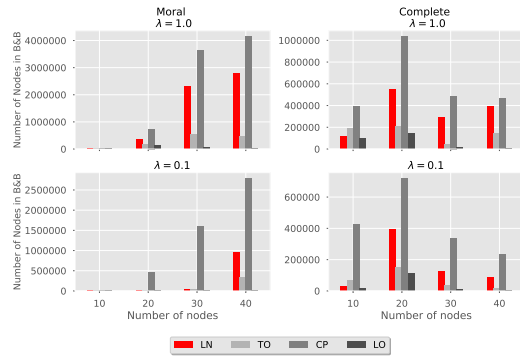 Moral
λ = 1.0
Complete
λ = 1.0
Number of Nodes in B&B
4000000
3000000
2000000
1000000
0
1000000
800000
600000
400000
200000
0
λ = 0.1
λ = 0.1
Number of Nodes in B&B
2500000
2000000
1500000
1000000
500000
0
600000
400000
200000
0
10 20 30 40
10 20 30 40
Number of nodes
Number of nodes
LN TO CP LO